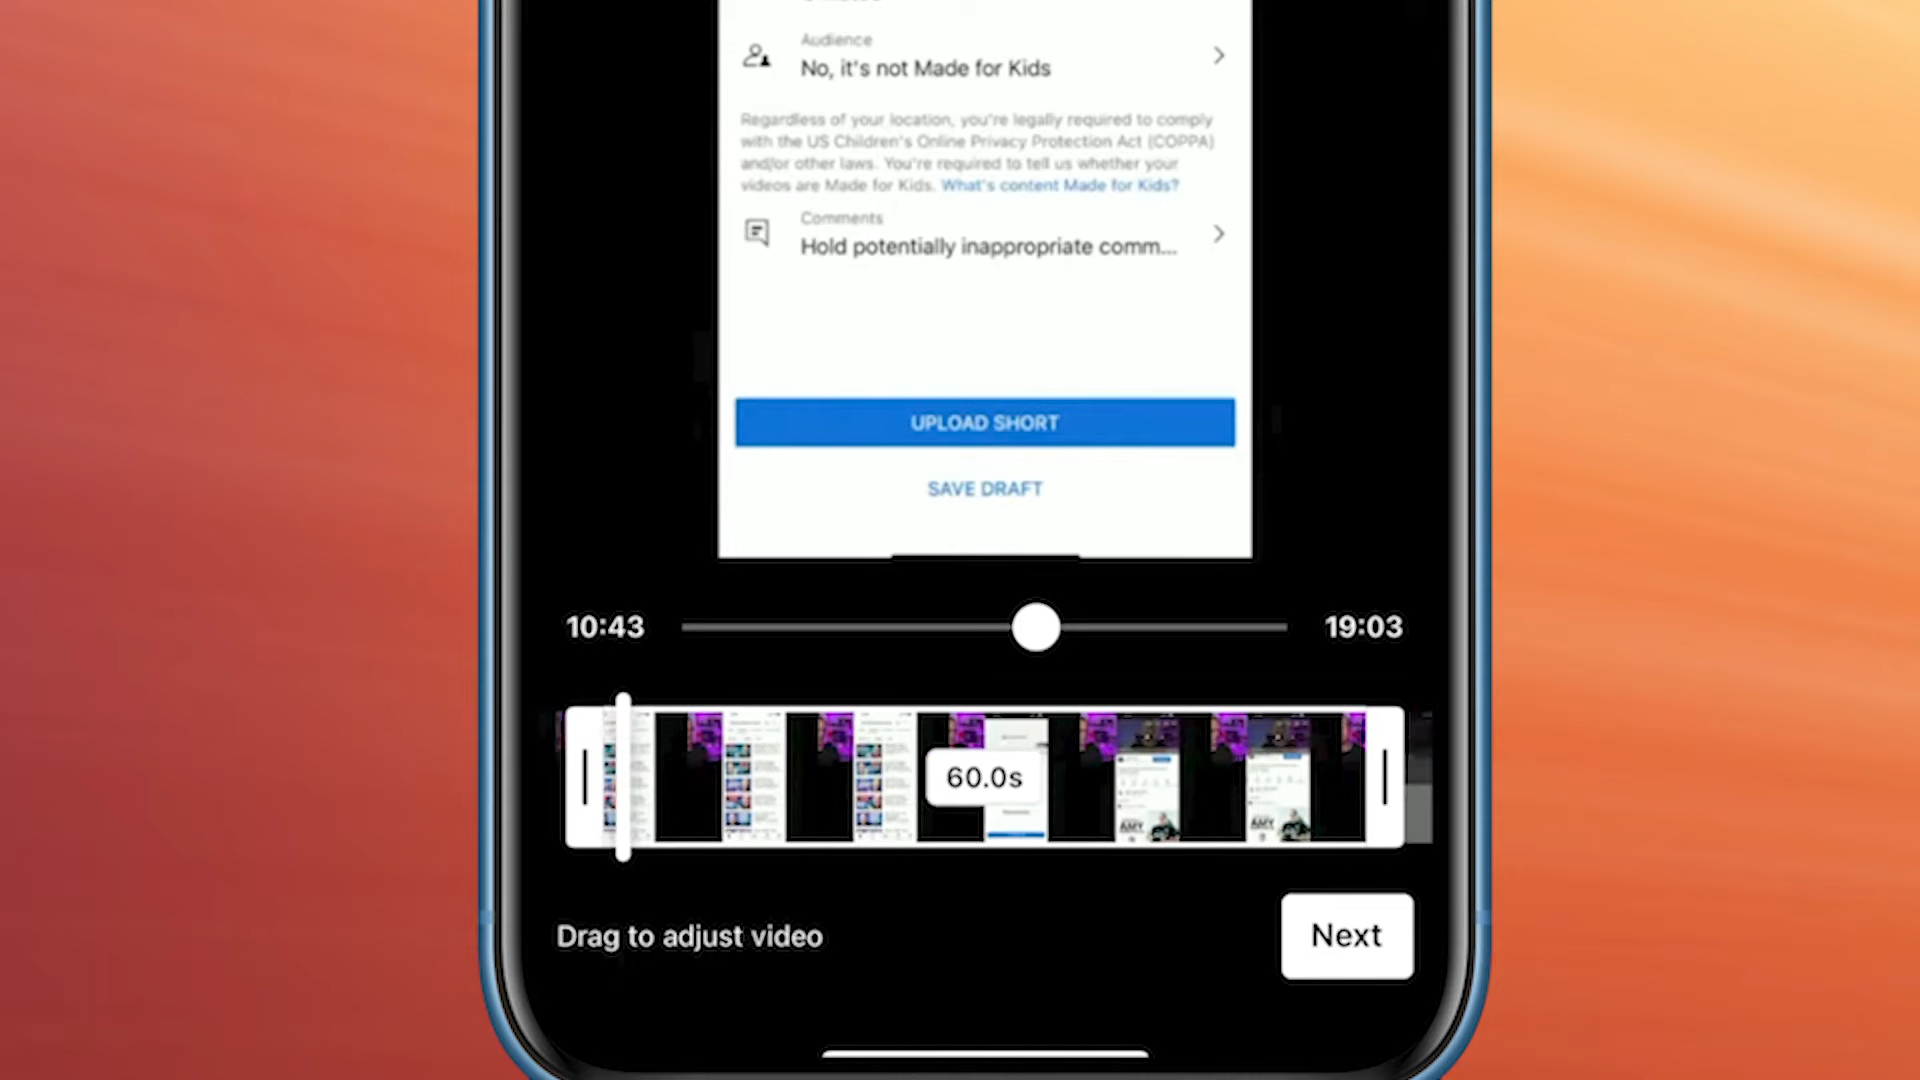 Audience
No, it's not Made for Kids
Regardless of your location, you're legally required to comply
with the US Children's Online Privacy Protection Act (COPPA)
and/or other laws. You're required to tell us whether your
videos are Made for Kids. What's content Made for Kids?
Comments
Hold potentially inappropriate comm...
UPLOAD SHORT
SAVE DRAFT
10:43
19:03
60.0s
AMY
AMY
Drag to adjust video
Next